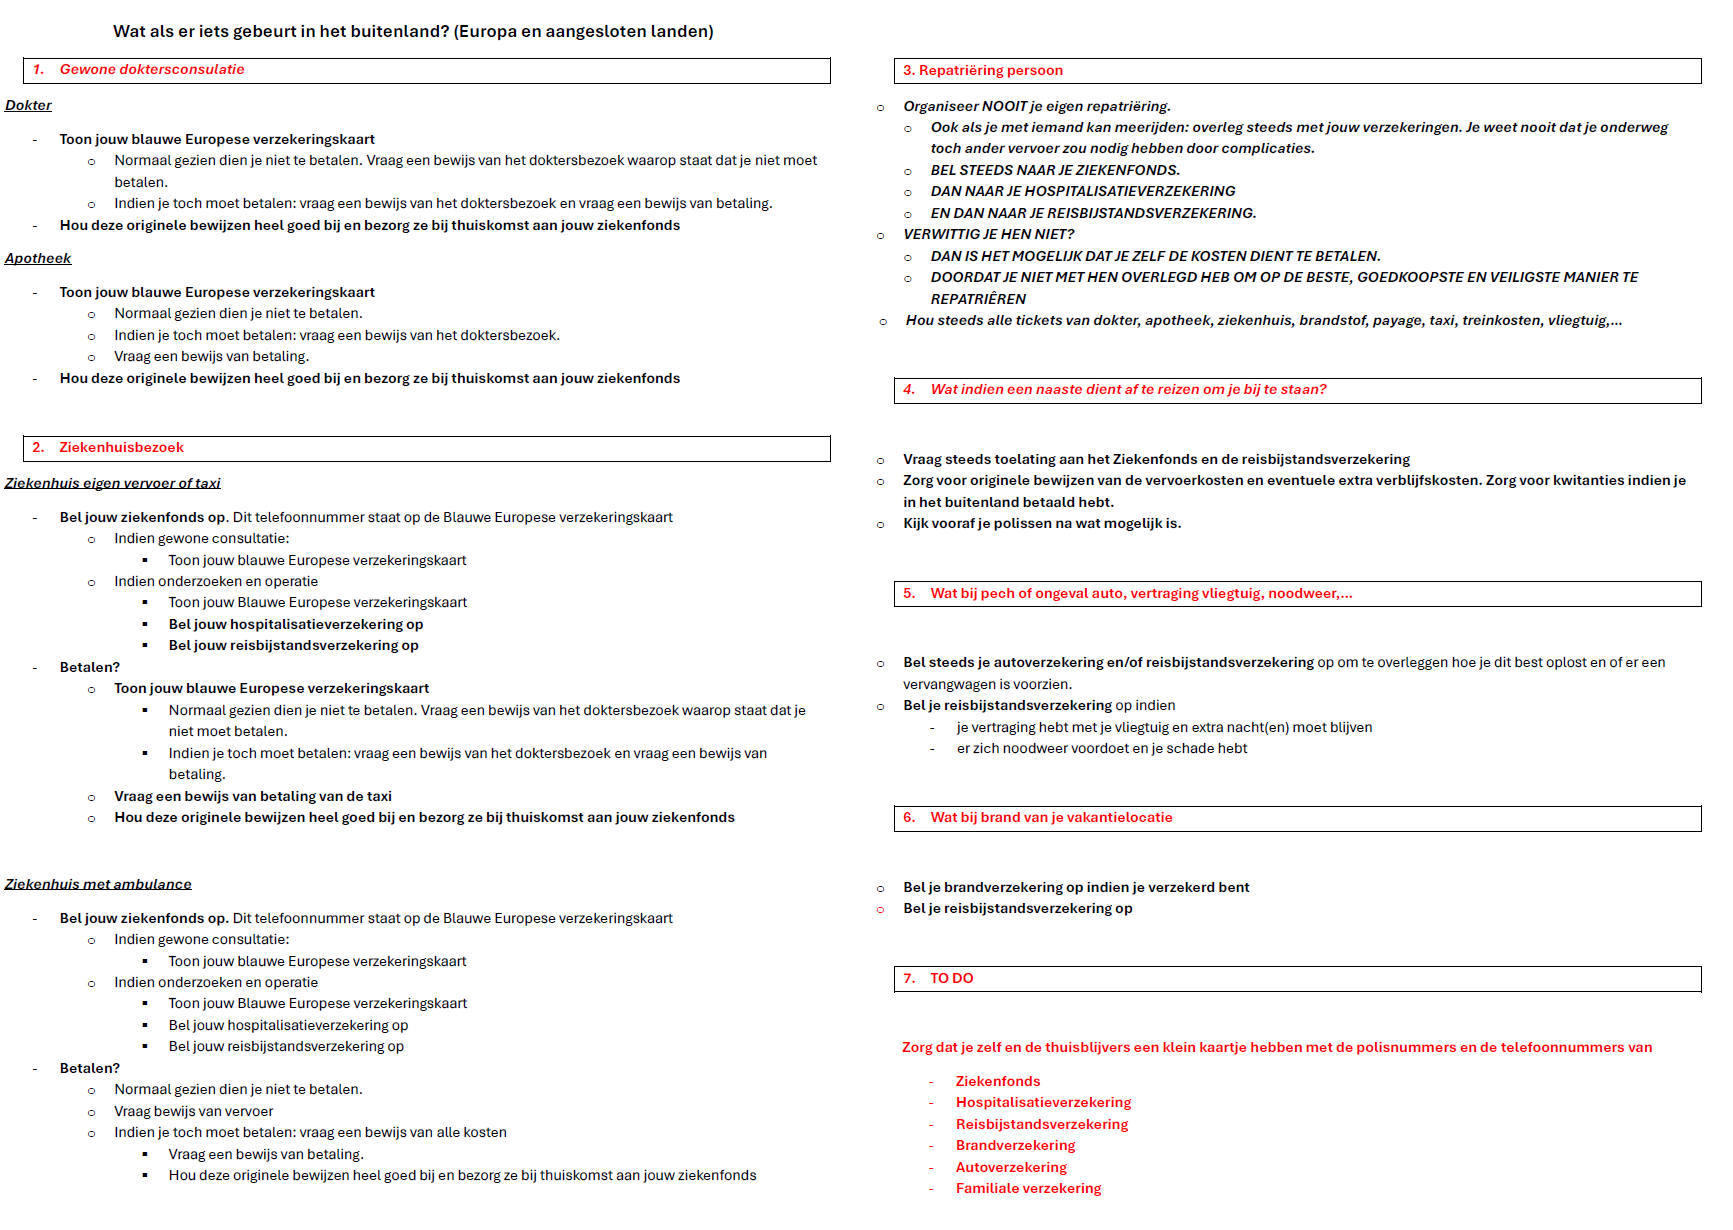 Wat als er iets gebeurt in het buitenland? (Europa en aangesloten landen)
1. Gewone doktersconsulatie
Dokter
- Toon jouw blauwe Europese verzekeringskaart
o Normaal gezien dien je niet te betalen. Vraag een bewijs van het doktersbezoek waarop staat dat je niet moet
betalen.
o Indien je toch moet betalen: vraag een bewijs van het doktersbezoek en vraag een bewijs van betaling.
- Hou deze originele bewijzen heel goed bij en bezorg ze bij thuiskomst aan jouw ziekenfonds
Apotheek
- Toon jouw blauwe Europese verzekeringskaart
o Normaal gezien dien je niet te betalen.
o Indien je toch moet betalen: vraag een bewijs van het doktersbezoek.
o Vraag een bewijs van betaling.
- Hou deze originele bewijzen heel goed bij en bezorg ze bij thuiskomst aan jouw ziekenfonds
2. Ziekenhuisbezoek
Ziekenhuis eigen vervoer of taxi
- Bel jouw ziekenfonds op. Dit telefoonnummer staat op de Blauwe Europese verzekeringskaart
o Indien gewone consultatie:
▪ Toon jouw blauwe Europese verzekeringskaart
o Indien onderzoeken en operatie
▪ Toon jouw Blauwe Europese verzekeringskaart
▪ Bel jouw hospitalisatieverzekering op
▪ Bel jouw reisbijstandsverzekering op
- Betalen?
o Toon jouw blauwe Europese verzekeringskaart
▪ Normaal gezien dien je niet te betalen. Vraag een bewijs van het doktersbezoek waarop staat dat je
niet moet betalen.
▪ Indien je toch moet betalen: vraag een bewijs van het doktersbezoek en vraag een bewijs van
betaling.
o Vraag een bewijs van betaling van de taxi
o Hou deze originele bewijzen heel goed bij en bezorg ze bij thuiskomst aan jouw ziekenfonds
Ziekenhuis met ambulance
- Bel jouw ziekenfonds op. Dit telefoonnummer staat op de Blauwe Europese verzekeringskaart
o Indien gewone consultatie:
▪ Toon jouw blauwe Europese verzekeringskaart
o Indien onderzoeken en operatie
▪ Toon jouw Blauwe Europese verzekeringskaart
▪ Bel jouw hospitalisatieverzekering op
▪ Bel jouw reisbijstandsverzekering op
- Betalen?
o Normaal gezien dien je niet te betalen.
o Vraag bewijs van vervoer
o Indien je toch moet betalen: vraag een bewijs van alle kosten
▪ Vraag een bewijs van betaling.
▪ Hou deze originele bewijzen heel goed bij en bezorg ze bij thuiskomst aan jouw ziekenfonds
3. Repatriëring persoon
o Organiseer NOOIT je eigen repatriëring.
o Ook als je met iemand kan meerijden: overleg steeds met jouw verzekeringen. Je weet nooit dat je onderweg
toch ander vervoer zou nodig hebben door complicaties.
o BEL STEEDS NAAR JE ZIEKENFONDS.
o DAN NAAR JE HOSPITALISATIEVERZEKERING
o EN DAN NAAR JE REISBIJSTANDSVERZEKERING.
o VERWITTIG JE HEN NIET?
o DAN IS HET MOGELIJK DAT JE ZELF DE KOSTEN DIENT TE BETALEN.
o DOORDAT JE NIET MET HEN OVERLEGD HEB OM OP DE BESTE, GOEDKOOPSTE EN VEILIGSTE MANIER TE
REPATRIÊREN
o Hou steeds alle tickets van dokter, apotheek, ziekenhuis, brandstof, payage, taxi, treinkosten, vliegtuig,...
4. Wat indien een naaste dient af te reizen om je bij te staan?
o Vraag steeds toelating aan het Ziekenfonds en de reisbijstandsverzekering
o Zorg voor originele bewijzen van de vervoerkosten en eventuele extra verblijfskosten. Zorg voor kwitanties indien je
in het buitenland betaald hebt.
o Kijk vooraf je polissen na wat mogelijk is.
5. Wat bij pech of ongeval auto, vertraging vliegtuig, noodweer,...
o Bel steeds je autoverzekering en/of reisbijstandsverzekering op om te overleggen hoe je dit best oplost en of er een
vervangwagen is voorzien.
o Bel je reisbijstandsverzekering op indien
- je vertraging hebt met je vliegtuig en extra nacht(en) moet blijven
- er zich noodweer voordoet en je schade hebt
6. Wat bij brand van je vakantielocatie
o Bel je brandverzekering op indien je verzekerd bent
o Bel je reisbijstandsverzekering op
7. TO DO
Zorg dat je zelf en de thuisblijvers een klein kaartje hebben met de polisnummers en de telefoonnummers van
- Ziekenfonds
- Hospitalisatieverzekering
- Reisbijstandsverzekering
- Brandverzekering
- Autoverzekering
- Familiale verzekering